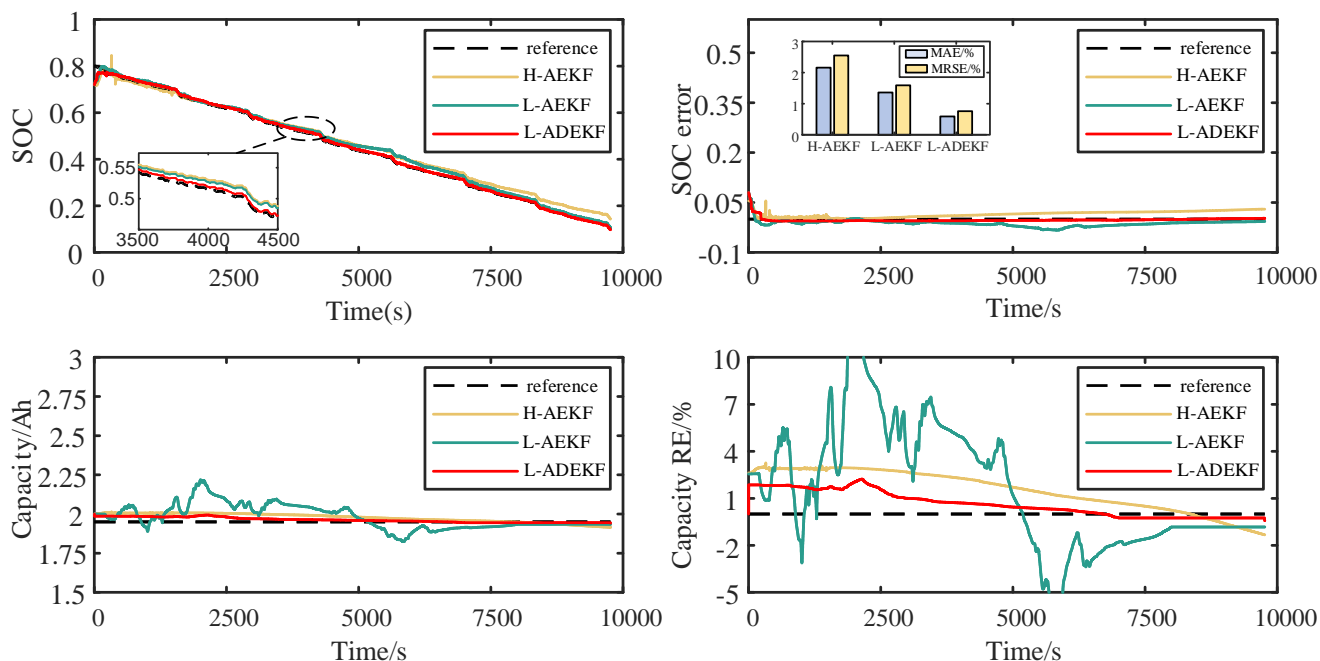 1
0.8
0.6
0.4
0.2
0
SOC
reference
H-AEKF
L-AEKF
L-ADEKF
0.55
0.5
3500 4000 4500
0 2500 5000 7500 10000
Time(s)
0.5
0.35
0.2
0.05
-0.1
SOC error
3
2
1
0
MAE/%
MRSE/%
H-AEKF L-AEKF L-ADEKF
reference
H-AEKF
L-AEKF
L-ADEKF
0 2500 5000 7500 10000
Time/s
3
2.75
2.5
2.25
2
1.75
1.5
Capacity/Ah
reference
H-AEKF
L-AEKF
L-ADEKF
0 2500 5000 7500 10000
Time/s
10
7
4
1
-2
-5
Capacity RE/%
reference
H-AEKF
L-AEKF
L-ADEKF
0 2500 5000 7500 10000
Time/s